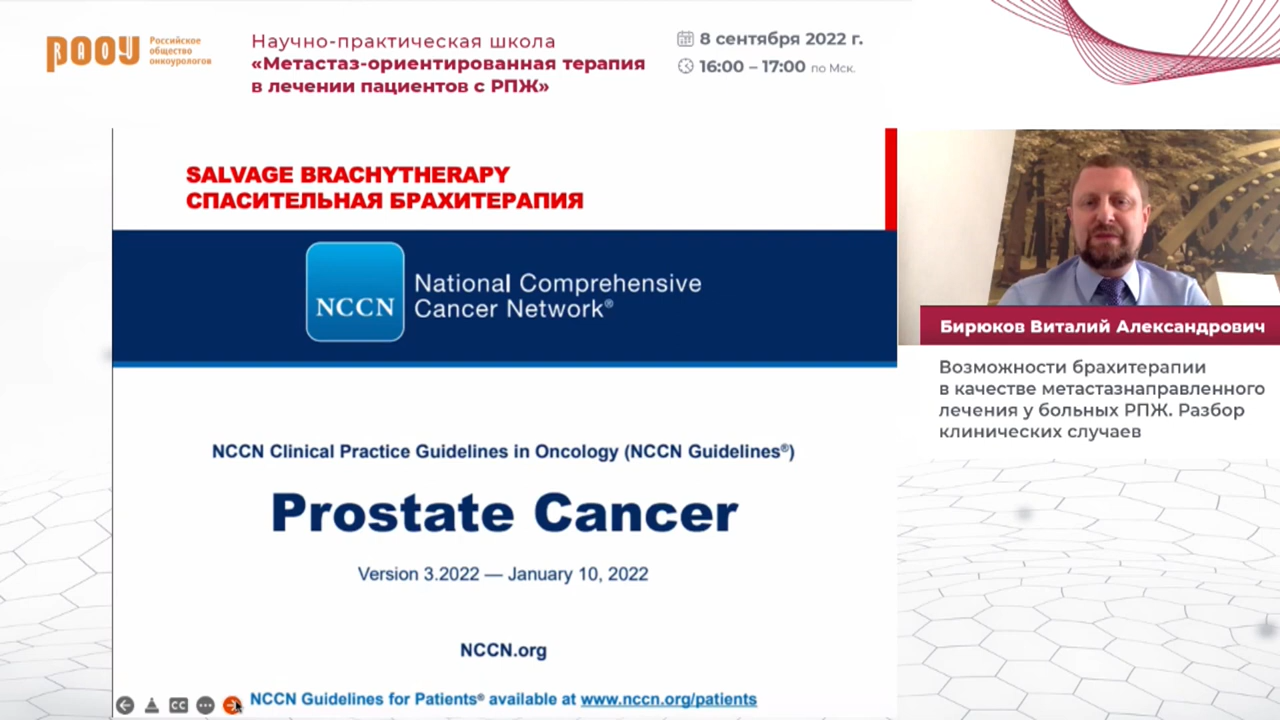 РАОУ
Российское
общество
онкоурологов
Научно-практическая школа
«Метастаз-ориентированная терапия
в лечении пациентов с РПЖ»
8 сентября 2022 г.
16:00 – 17:00 по Мск.
SALVAGE BRACHYTHERAPY
СПАСИТЕЛЬНАЯ БРАХИТЕРАПИЯ
NCCN
National Comprehensive
Cancer Network®
Бирюков Виталий Александрович
Возможности брахитерапии
в качестве метастазнаправленного
лечения у больных РПЖ. Разбор
клинических случаев
NCCN Clinical Practice Guidelines in Oncology (NCCN Guidelines®)
Prostate Cancer
Version 3.2022 — January 10, 2022
NCCN.org
CC
NCCN Guidelines for Patients® available at www.nccn.org/patients